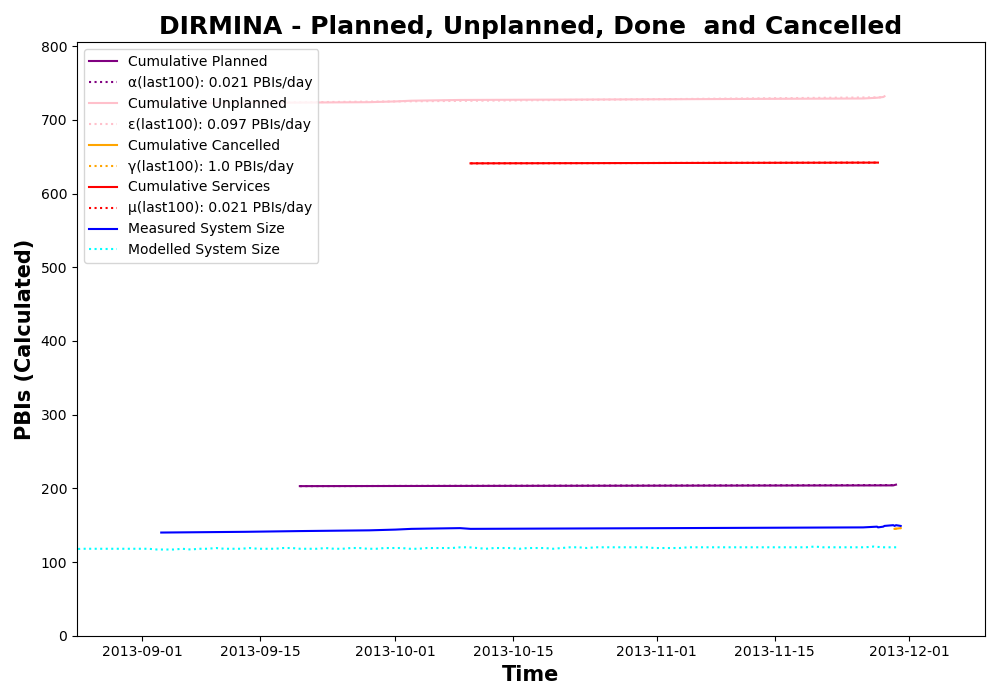 DIRMINA - Planned, Unplanned, Done  and Cancelled
800
700
600
500
400
300
200
100
0
PBIs (Calculated)
Cumulative Planned
α(last100): 0.021 PBIs/day
Cumulative Unplanned
ε(last100): 0.097 PBIs/day
Cumulative Cancelled
γ(last100): 1.0 PBIs/day
Cumulative Services
μ(last100): 0.021 PBIs/day
Measured System Size
Modelled System Size
2013-09-01 2013-09-15 2013-10-01 2013-10-15 2013-11-01 2013-11-15 2013-12-01
Time